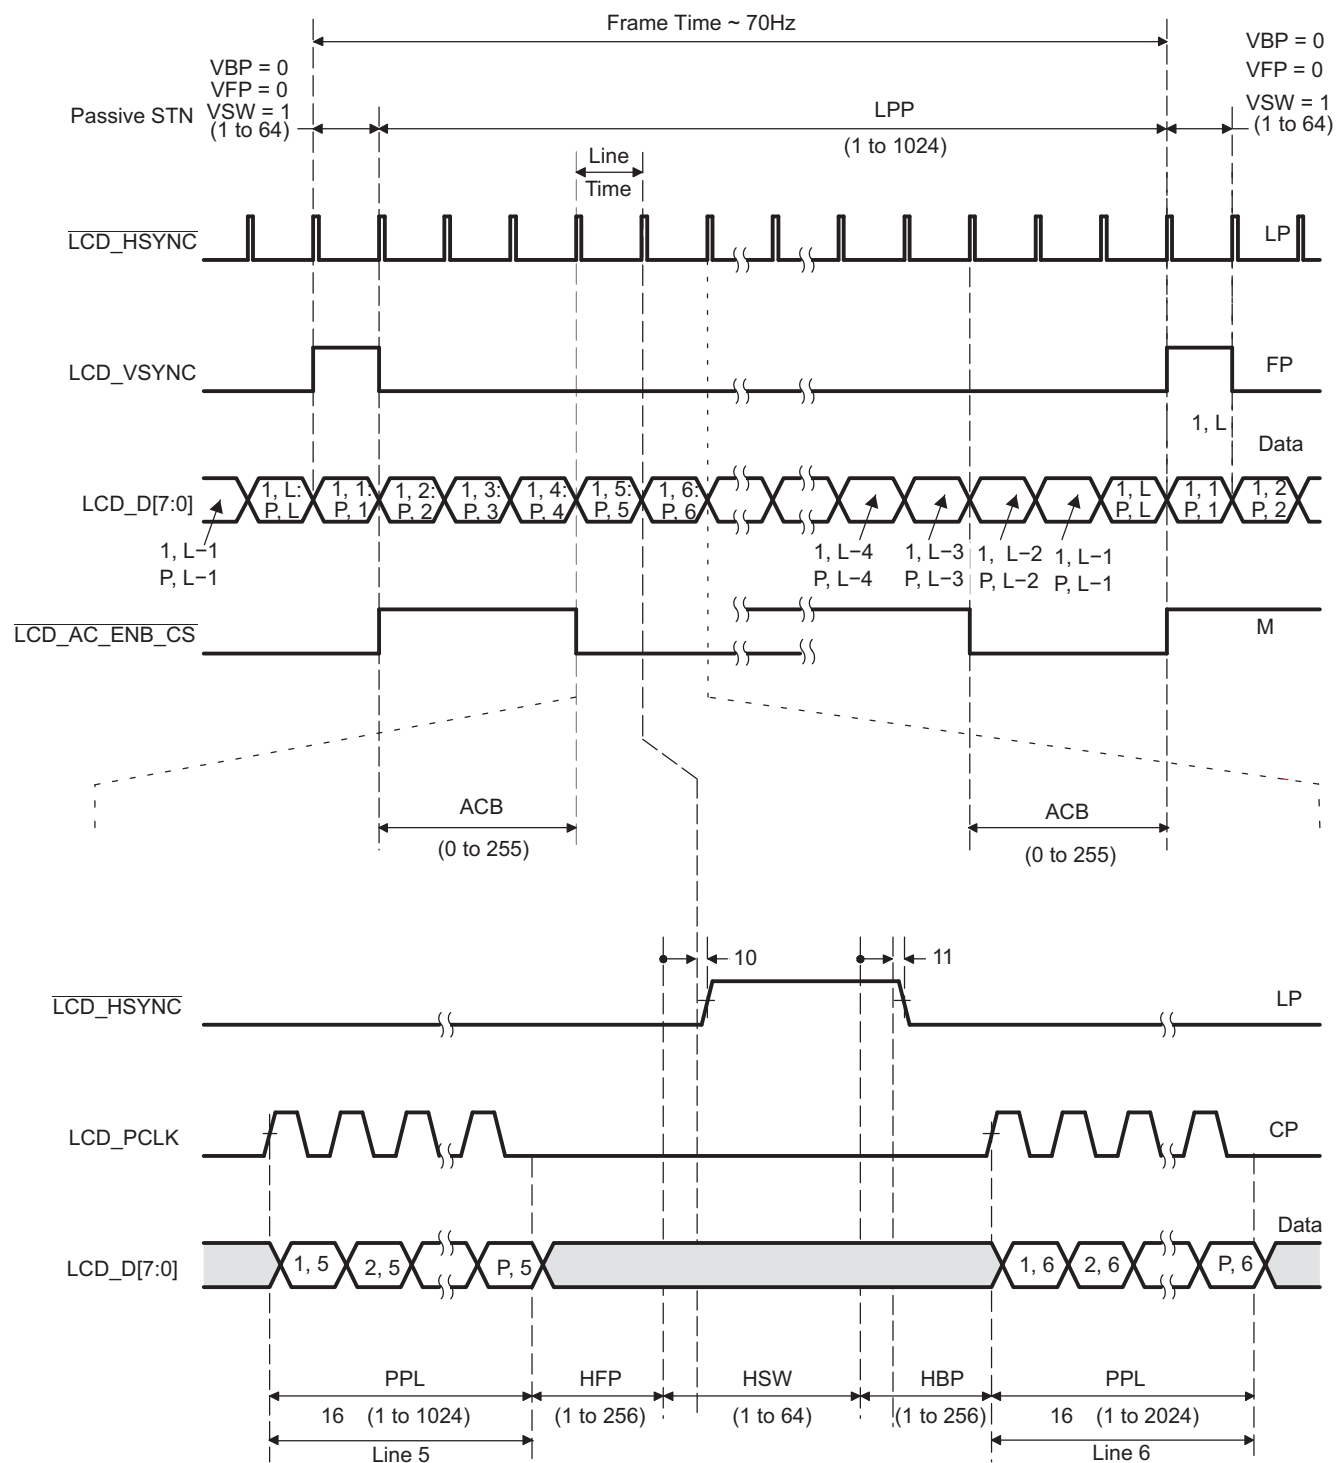 Frame Time ~ 70Hz
VBP = 0
VFP = 0
VSW = 1
(1 to 64)
VBP = 0
VFP = 0
VSW = 1
(1 to 64)
Passive STN
LPP
(1 to 1024)
Line
Time
LCD_HSYNC
LP
LCD_VSYNC
FP
1, L
Data
LCD_D[7:0]
1, L:
P, L
1, 1:
P, 1
1, 2:
P, 2
1, 3:
P, 3
1, 4:
P, 4
1, 5:
P, 5
1, 6:
P, 6
1, L
P, L
1, 1
P, 1
1, 2
P, 2
1, L−1
P, L−1
1, L−4
P, L−4
1, L−3
P, L−3
1, L−2
P, L−2
1, L−1
P, L−1
LCD_AC_ENB_CS
M
ACB
(0 to 255)
ACB
(0 to 255)
10
11
LCD_HSYNC
LP
LCD_PCLK
CP
Data
LCD_D[7:0]
1, 5
2, 5
P, 5
1, 6
2, 6
P, 6
PPL
HFP
HSW
HBP
PPL
16 (1 to 1024)
(1 to 256)
(1 to 64)
(1 to 256)
16 (1 to 2024)
Line 5
Line 6